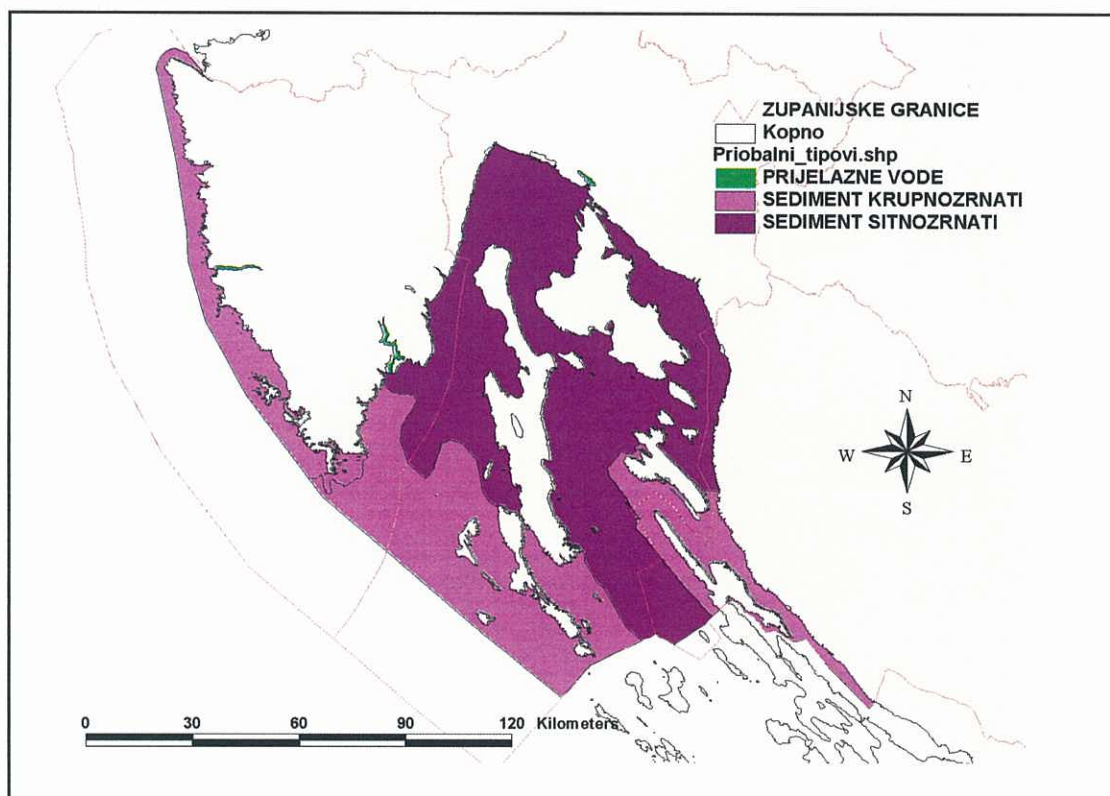 ZUPANIJSKE GRANICE
Kopno
Priobalni_tipovi.shp
PRIJELAZNE VODE
SEDIMENT KRUPNOZRNATI
SEDIMENT SITNOZRNATI
N
W E
S
0 30 60 90 120 Kilometers